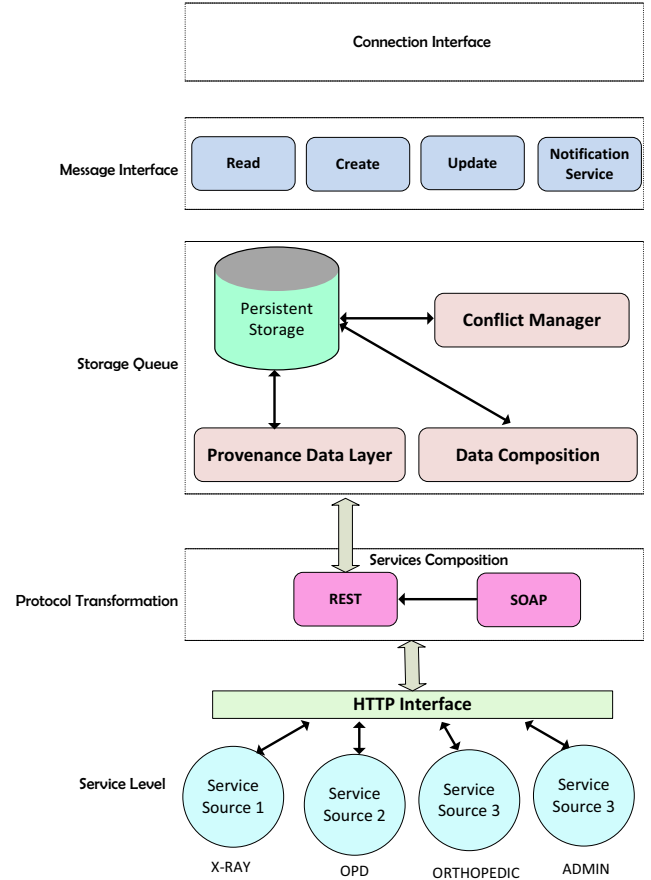 Connection Interface
Message Interface
Read
Create
Update
Notification
Service
Storage Queue
Persistent
Storage
Conflict Manager
Provenance Data Layer
Data Composition
Protocol Transformation
Services Composition
REST
SOAP
HTTP Interface
Service Level
Service
Source 1
Service
Source 2
Service
Source 3
Service
Source 3
X-RAY
OPD
ORTHOPEDIC
ADMIN